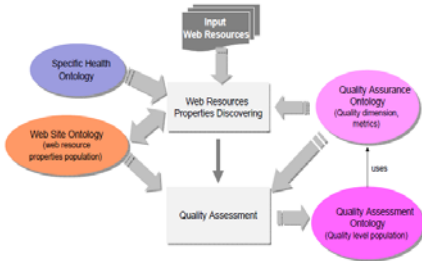 Input
Web Resources
Specific Health
Ontology
Web Resources
Properties Discovering
Quality Assurance
Ontology
(Quality dimension,
metrics)
Web Site Ontology
(web resource
properties population)
uses
Quality Assessment
Quality Assessment
Ontology
(Quality level population)